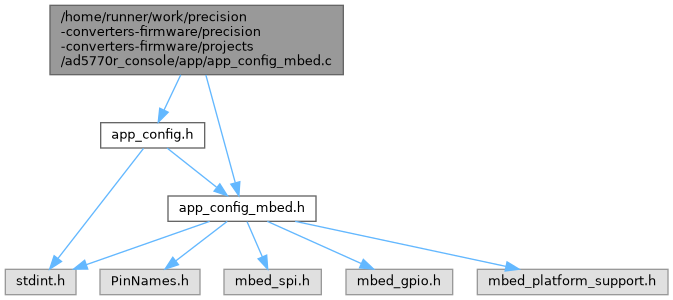 /home/runner/work/precision
-converters-firmware/precision
-converters-firmware/projects
/ad5770r_console/app/app_config_mbed.c
app_config.h
app_config_mbed.h
stdint.h
PinNames.h
mbed_spi.h
mbed_gpio.h
mbed_platform_support.h